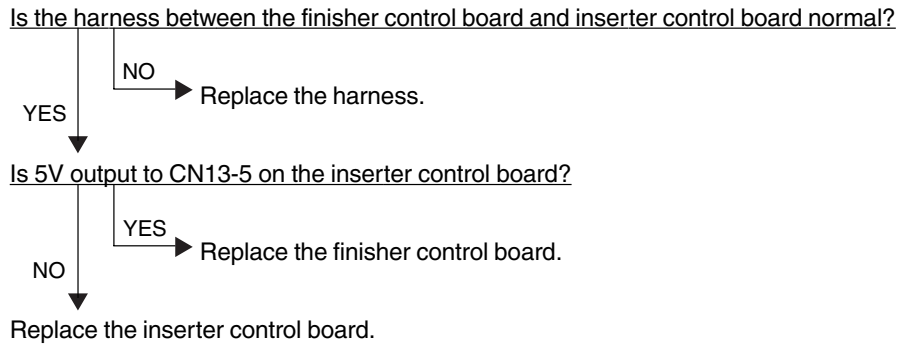 Is the harness between the finisher control board and inserter control board normal?
NO
Replace the harness.
YES
Is 5V output to CN13-5 on the inserter control board?
YES
Replace the finisher control board.
NO
Replace the inserter control board.